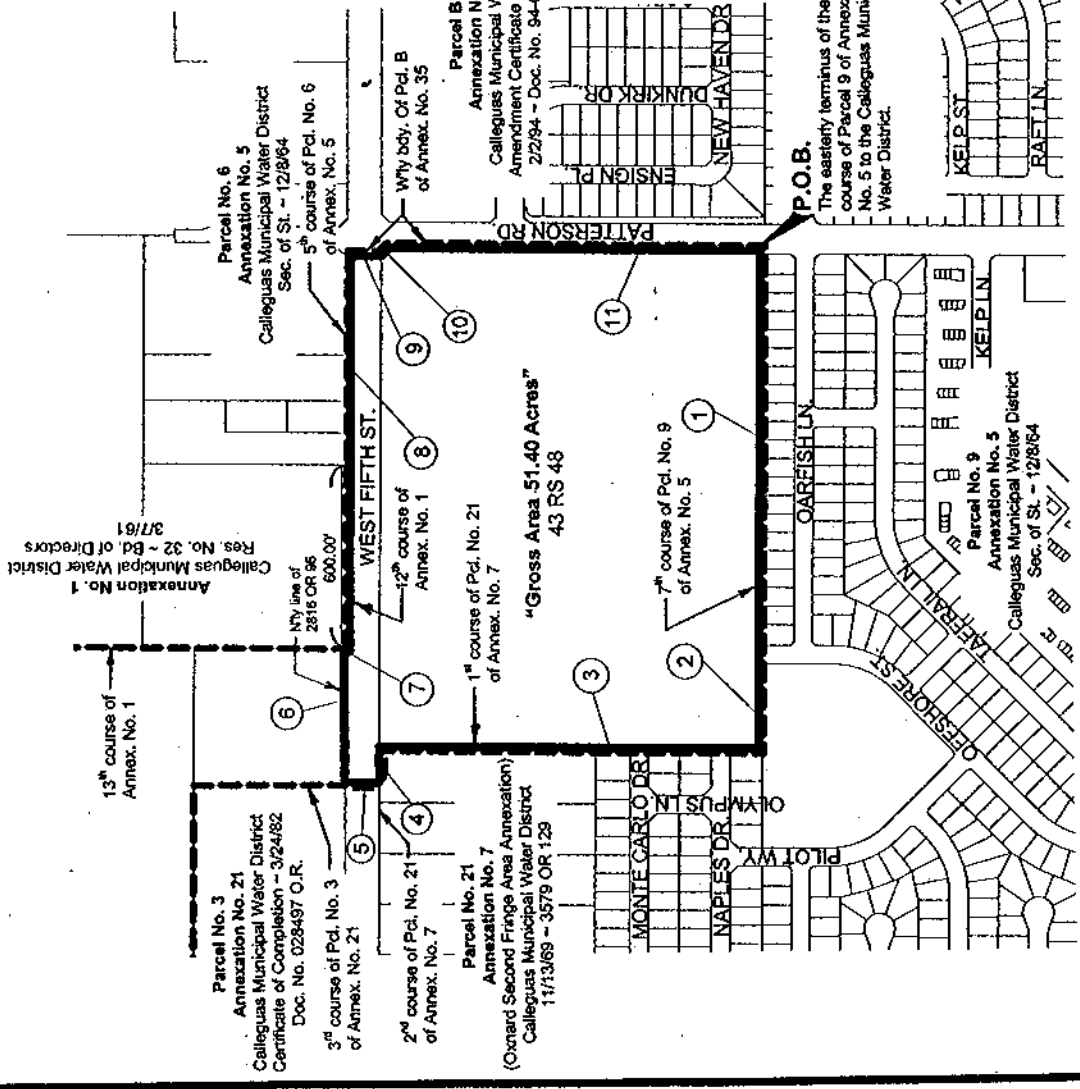 Parcel No. 6
Annexation No. 5
Calleguas Municipal Water District
Sec. of St. ~ 12/8/64
5th course of Pcl. No. 6
of Annex. No. 5
Annexation No. 1
Calleguas Municipal Water District
Res. No. 32 ~ Bd. of Directors
3/7/61
N'ly line of
2816 OR 96
600.00'
13th course of
Annex. No. 1
Parcel No. 3
Annexation No. 21
Calleguas Municipal Water District
Certificate of Completion ~ 3/24/82
Doc. No. 028497 O.R.
3rd course of Pcl. No. 3
of Annex. No. 21
2nd course of Pcl. No. 21
of Annex. No. 7
Parcel No. 21
Annexation No. 7
(Oxnard Second Fringe Area Annexation)
Calleguas Municipal Water District
11/13/69 ~ 3579 OR 129
W'ly bdy. Of Pcl. B
of Annex. No. 35
Parcel B
Annexation N
Calleguas Municipal W
Amendment Certificate
2/2/94 ~ Doc. No. 94-
WEST FIFTH ST.
12th course of
Annex. No. 1
1st course of Pcl. No. 21
of Annex. No. 7
"Gross Area 51.40 Acres"
43 RS 48
7th course of Pcl. No. 9
of Annex. No. 5
1
2
3
4
5
6
7
8
9
10
11
PATTERSON RD
ENSIGN PL
DUNKIRK DR
NEW HAVEN DR
P.O.B.
The easterly terminus of the
course of Parcel 9 of Annex
No. 5 to the Calleguas Muni
Water District.
KELP ST
RAFT LN
KELP LN.
OARFISH LN.
TAFFRAIL LN
OFFSHORE ST
MONTE CARLO DR
NAPLES DR
OLYMPUS LN
PILOT WY
Parcel No. 9
Annexation No. 5
Calleguas Municipal Water District
Sec. of St. ~ 12/8/64